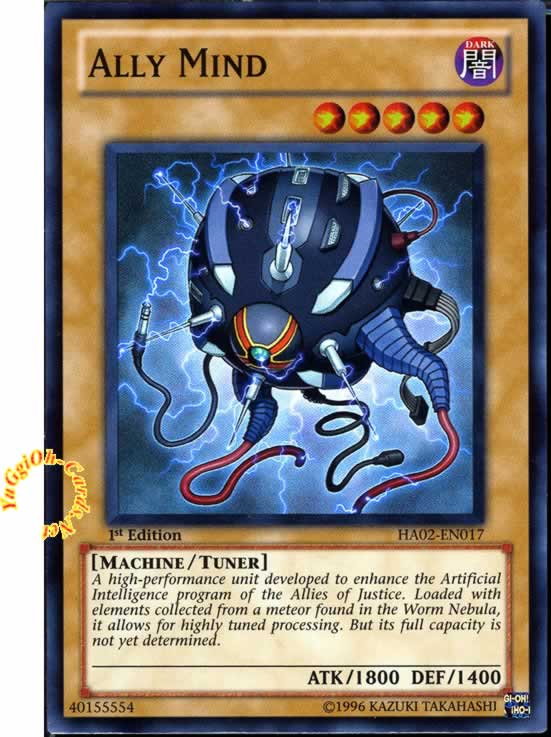 ALLY MIND
DARK
闇
YuGgiOh-Cards.Net
1st Edition
HA02-EN017
[MACHINE/TUNER]
A high-performance unit developed to enhance the Artificial
Intelligence program of the Allies of Justice. Loaded with
elements collected from a meteor found in the Worm Nebula,
it allows for highly tuned processing. But its full capacity is
not yet determined.
ATK/1800 DEF/1400
40155554
©1996 KAZUKI TAKAHASHI